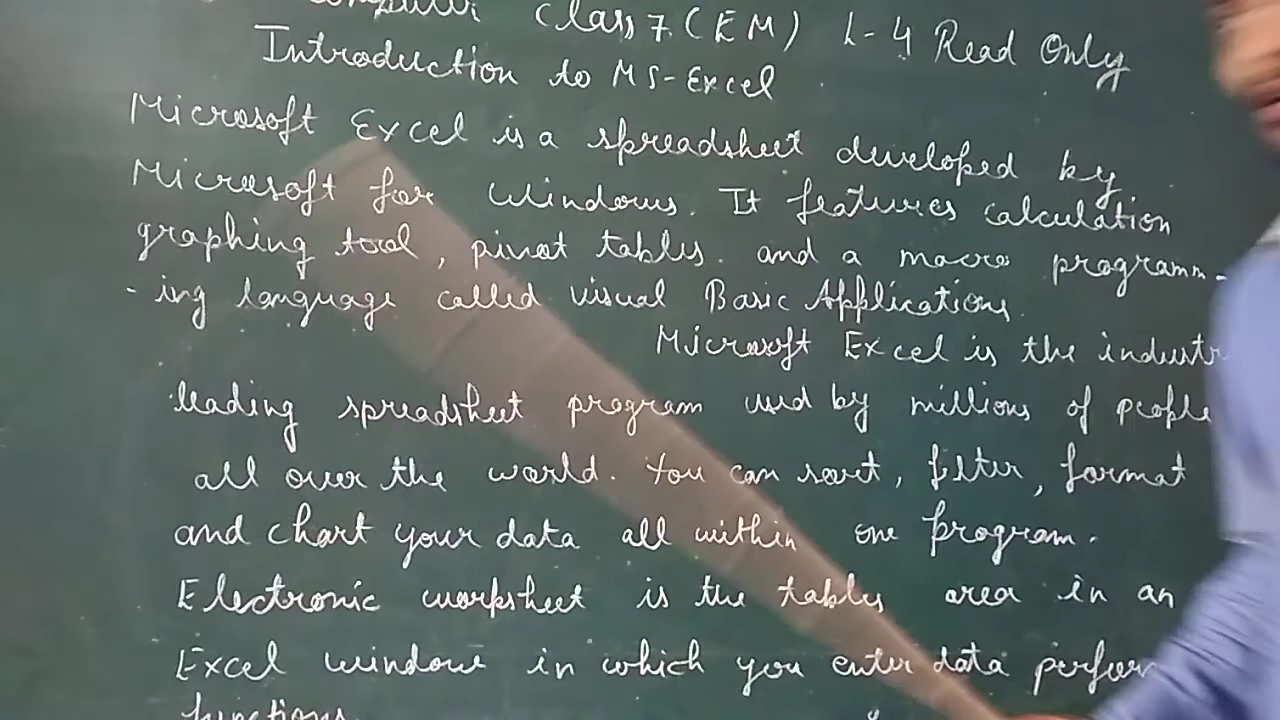 Computer Class 7 (EM) L-4 Read Only
Introduction to MS-Excel
Microsoft Excel is a spreadsheet developed by
Microsoft for Windows. It features calculation
graphing tool, pivot tables. and a macro programm-
-ing language called visual Basic Applications.
Microsoft Excel is the industr
leading spreadsheet program used by millions of people
all over the world. You can sort, filter, format
and chart your data all within one program.
Electronic worpsheet is the tables area in an
Excel window in which you enter data perfor
functions.